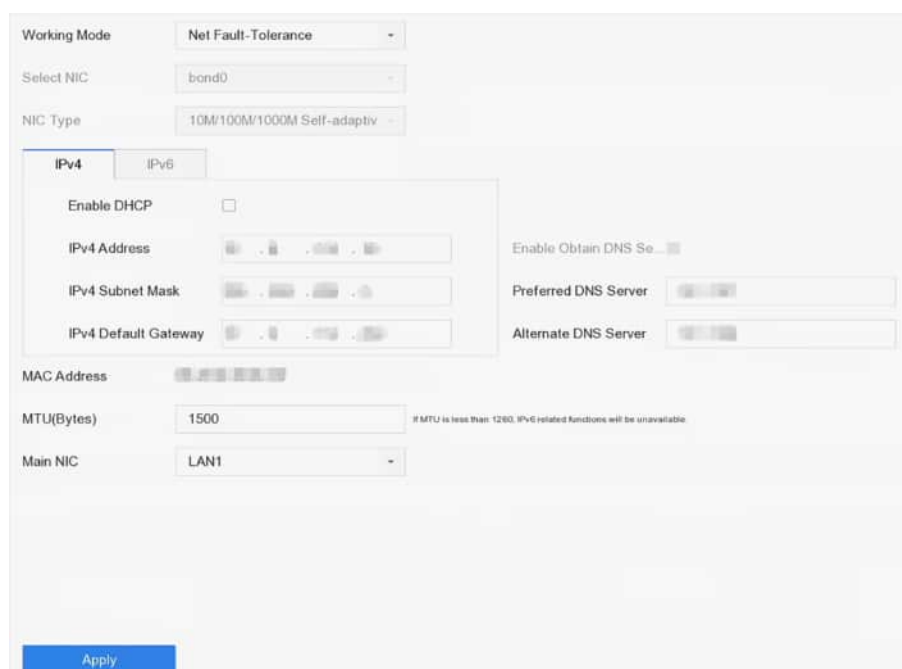 Working Mode Net Fault-Tolerance
Select NIC bond0
NIC Type 10M/100M/1000M Self-adaptiv
IPv4 IPv6
Enable DHCP
IPv4 Address Enable Obtain DNS Se...
IPv4 Subnet Mask Preferred DNS Server
IPv4 Default Gateway Alternate DNS Server
MAC Address
MTU(Bytes) 1500 If MTU is less than 1280, IPv6 related functions will be unavailable.
Main NIC LAN1
Apply